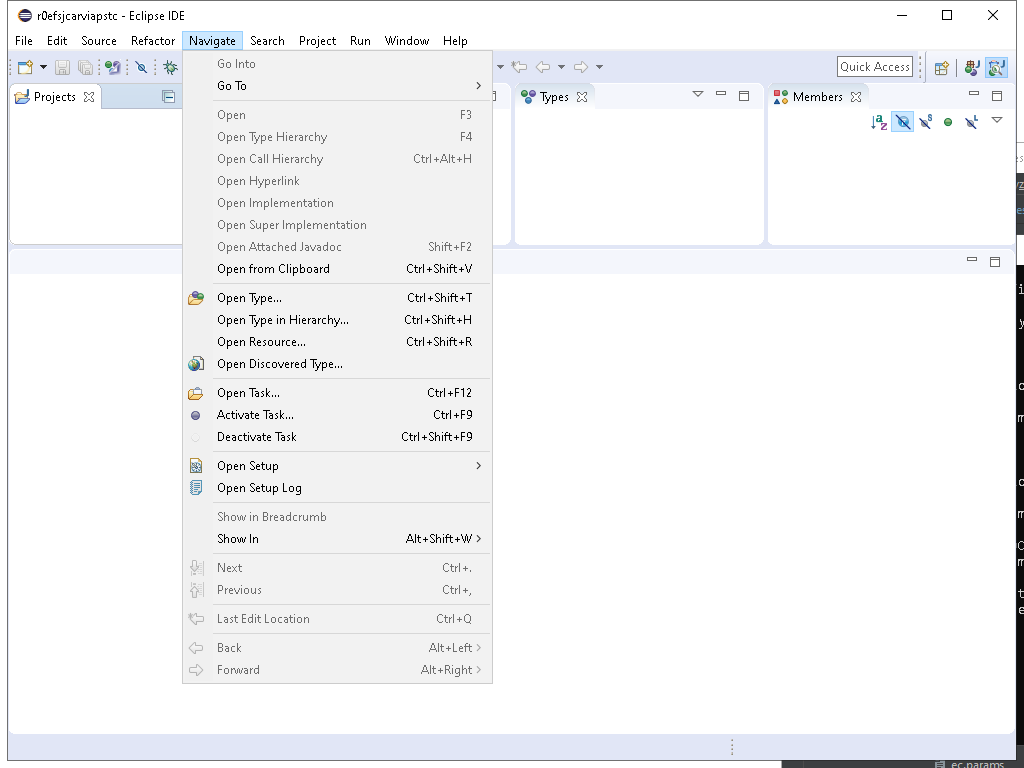 r0efsjcarviapstc - Eclipse IDE
File Edit Source Refactor Navigate Search Project Run Window Help
Quick Access
Projects
Types
Members
Go Into
Go To
Open F3
Open Type Hierarchy F4
Open Call Hierarchy Ctrl+Alt+H
Open Hyperlink
Open Implementation
Open Super Implementation
Open Attached Javadoc Shift+F2
Open from Clipboard Ctrl+Shift+V
Open Type... Ctrl+Shift+T
Open Type in Hierarchy... Ctrl+Shift+H
Open Resource... Ctrl+Shift+R
Open Discovered Type...
Open Task... Ctrl+F12
Activate Task... Ctrl+F9
Deactivate Task Ctrl+Shift+F9
Open Setup
Open Setup Log
Show in Breadcrumb
Show In Alt+Shift+W
Next Ctrl+.
Previous Ctrl+,
Last Edit Location Ctrl+Q
Back Alt+Left
Forward Alt+Right
ec.params